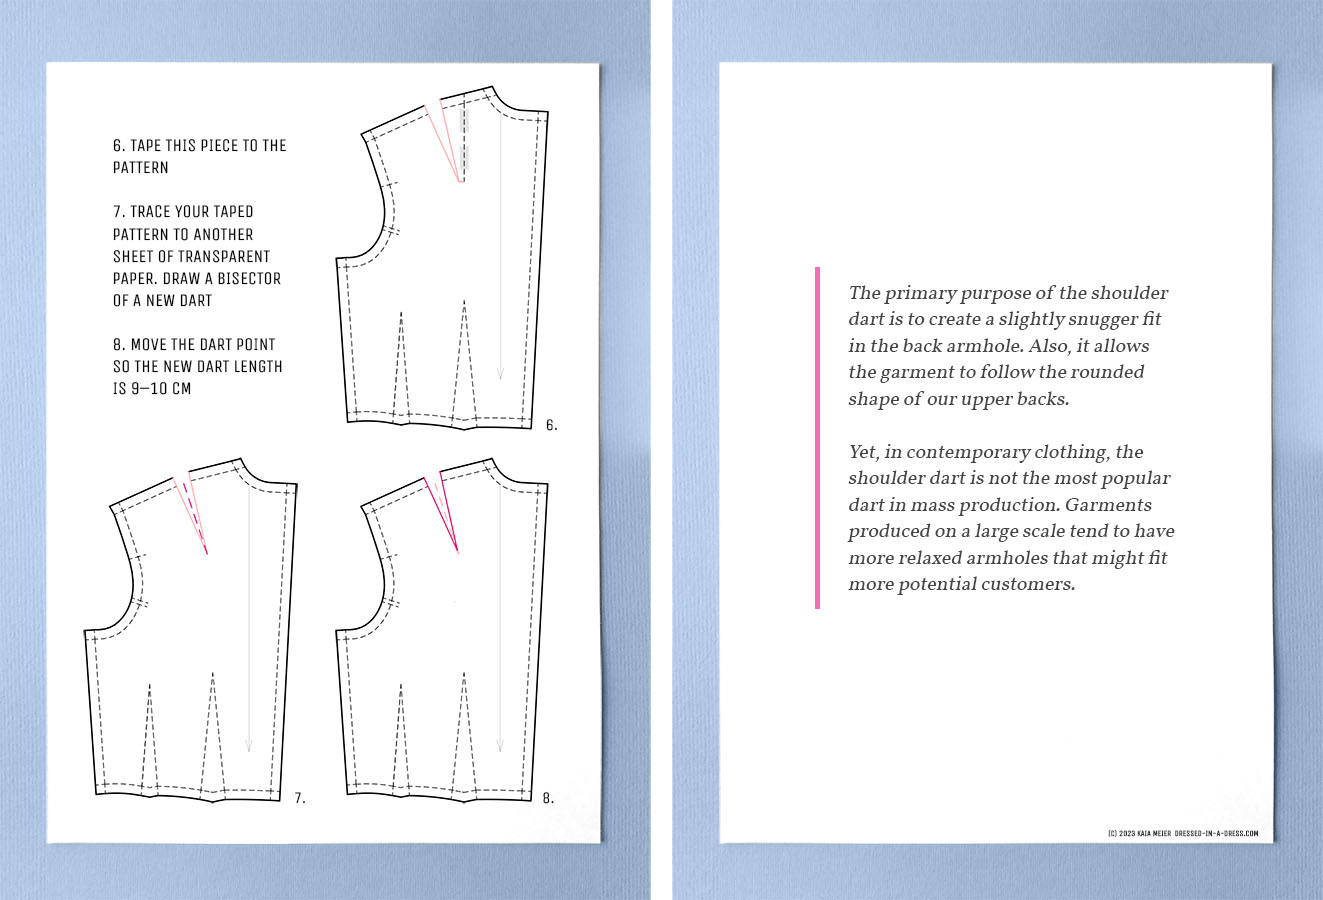 6. TAPE THIS PIECE TO THE
PATTERN
7. TRACE YOUR TAPED
PATTERN TO ANOTHER
SHEET OF TRANSPARENT
PAPER. DRAW A BISECTOR
OF A NEW DART
8. MOVE THE DART POINT
SO THE NEW DART LENGTH
IS 9–10 CM
6.
7.
8.
The primary purpose of the shoulder
dart is to create a slightly snugger fit
in the back armhole. Also, it allows
the garment to follow the rounded
shape of our upper backs.
Yet, in contemporary clothing, the
shoulder dart is not the most popular
dart in mass production. Garments
produced on a large scale tend to have
more relaxed armholes that might fit
more potential customers.
(C) 2023 KAIA MEIER DRESSED-IN-A-DRESS.COM